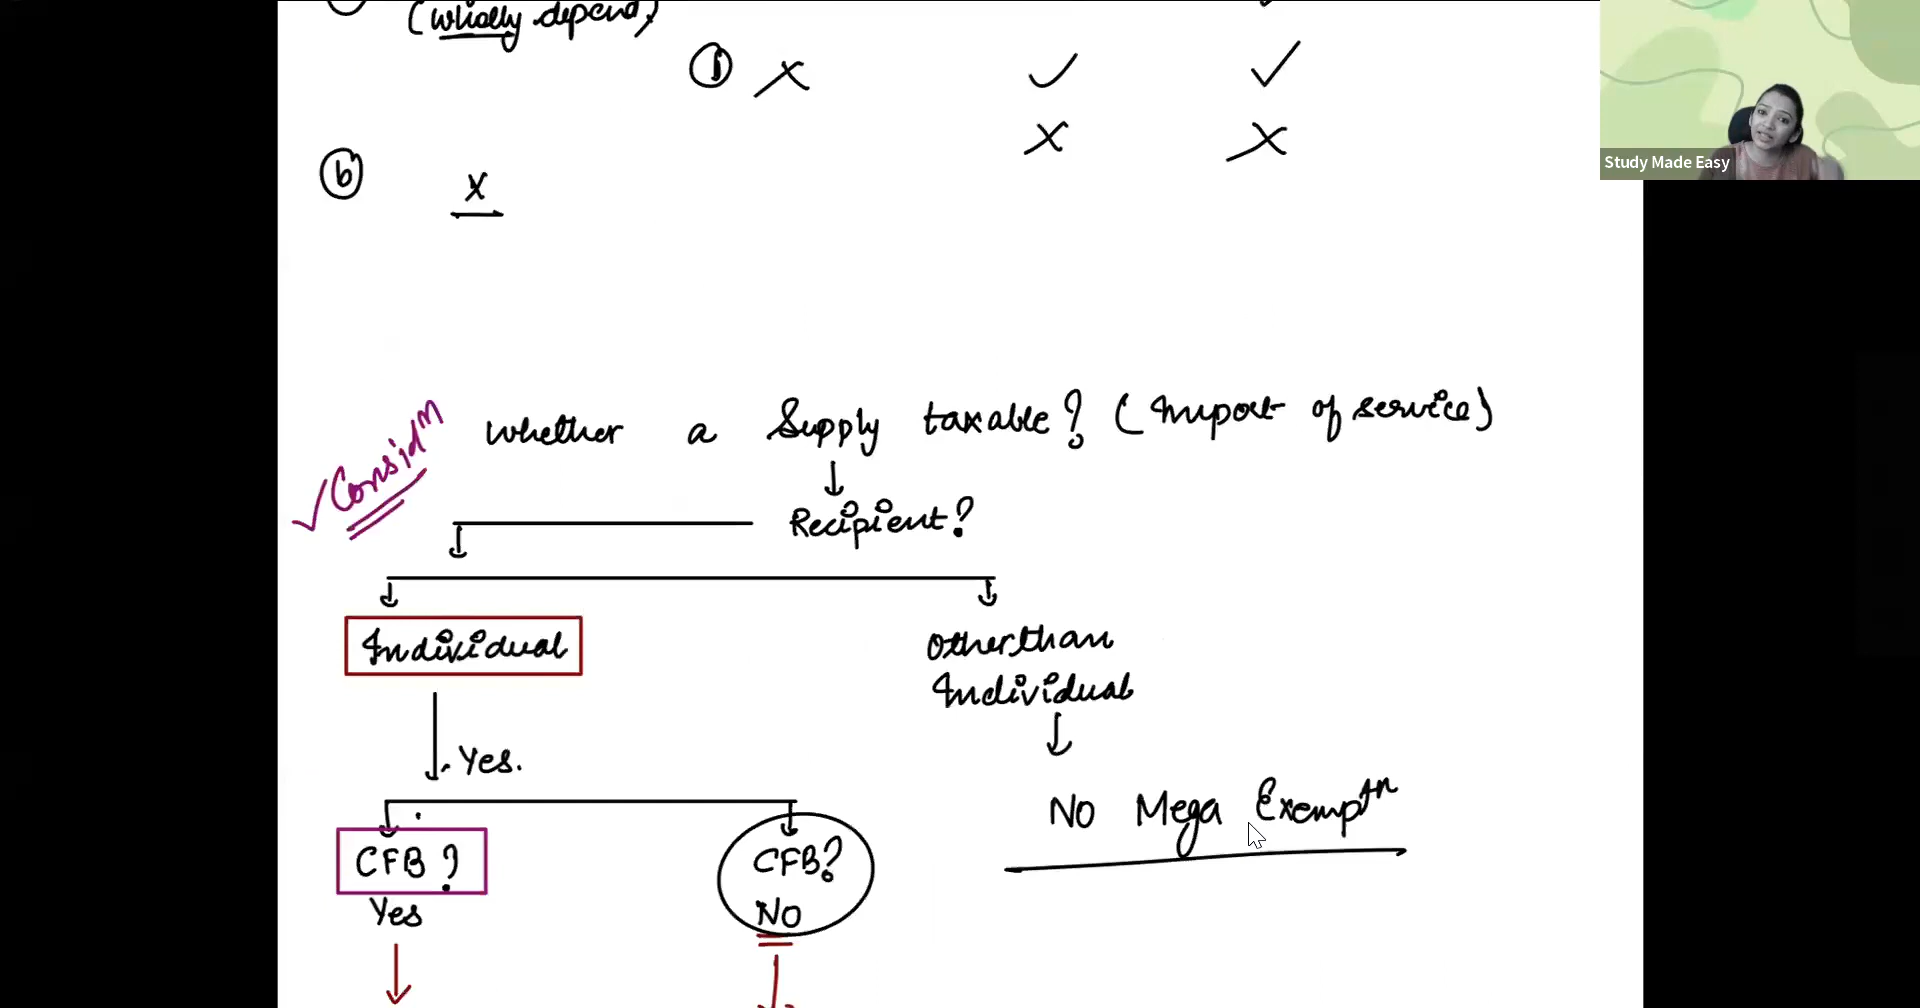 (wholly depend)
① X ✓ ✓
X X
ⓑ X
Study Made Easy
✓ Considⁿ
Whether a Supply taxable? (Import of service)
↓
Recipient?
Individual
Other than
Individual
↓
Yes.
No Mega Exempᵗⁿ
CFB?
Yes
CFB?
NO